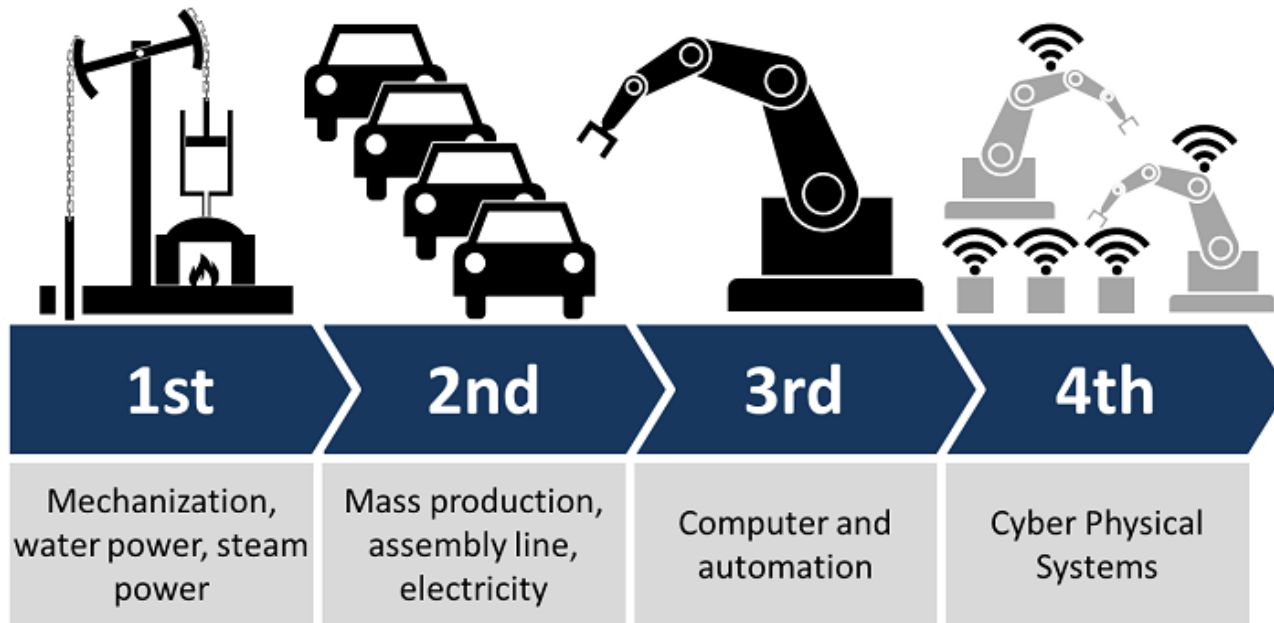 1st
2nd
3rd
4th
Mechanization,
water power, steam
power
Mass production,
assembly line,
electricity
Computer and
automation
Cyber Physical
Systems